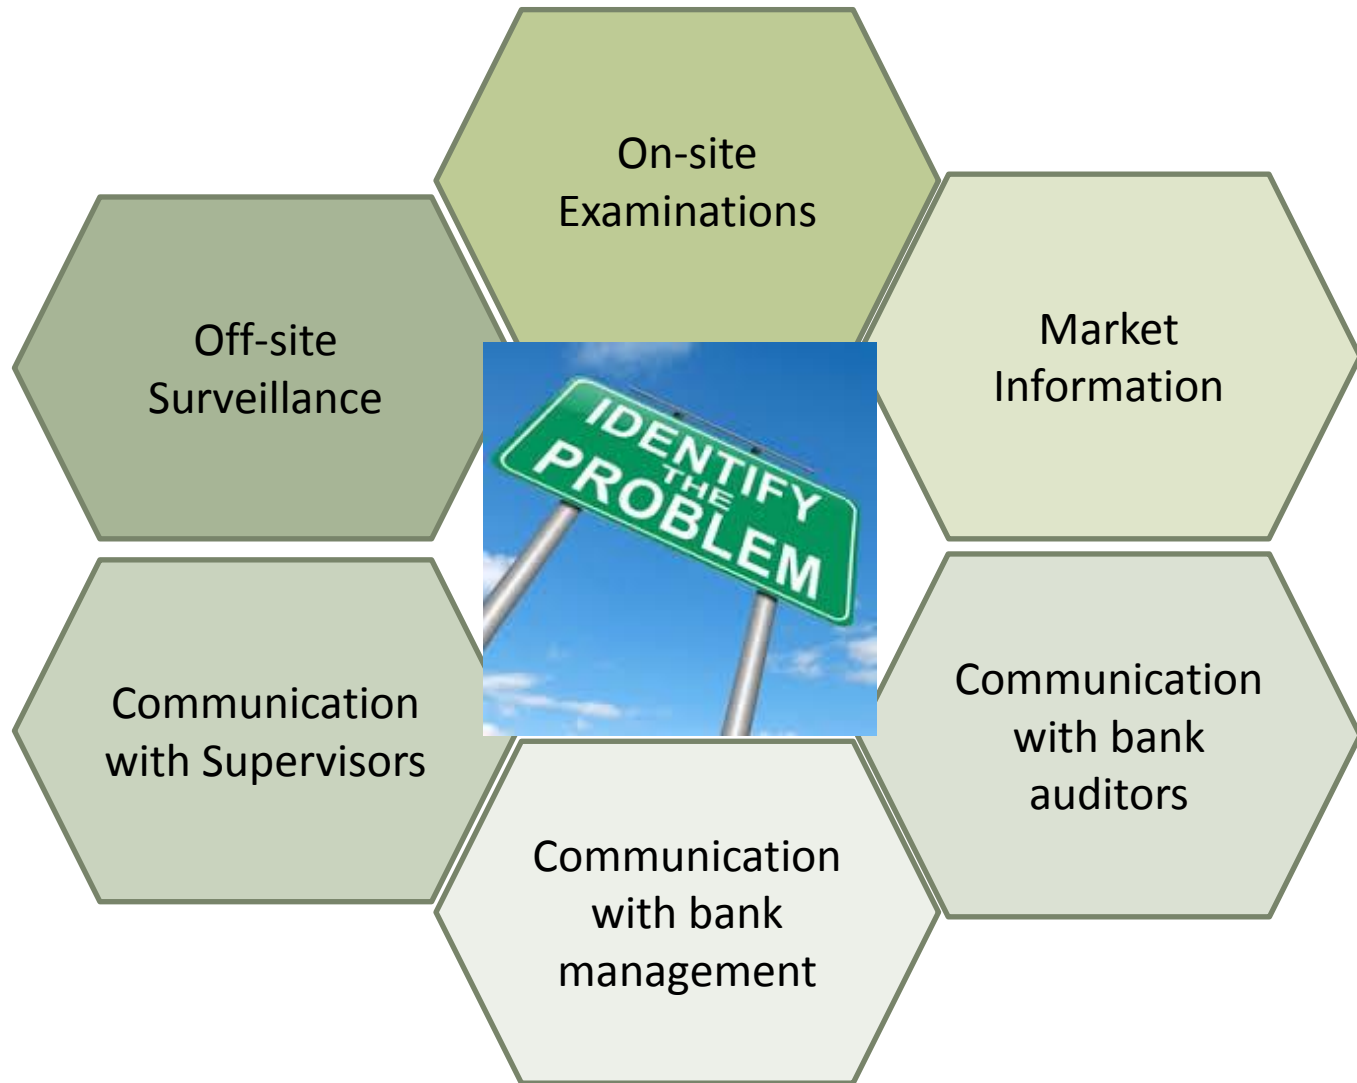 On-site
Examinations
Off-site
Surveillance
Market
Information
IDENTIFY
THE
PROBLEM
Communication
with Supervisors
Communication
with bank
auditors
Communication
with bank
management